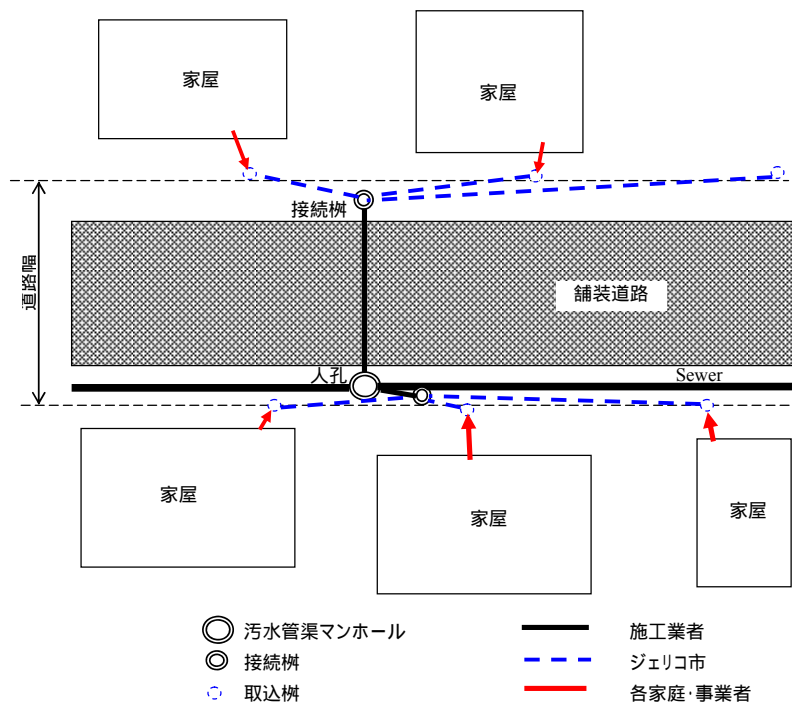 家屋
家屋
接続桝
道路幅
舗装道路
人孔
Sewer
家屋
家屋
家屋
汚水管渠マンホール
施工業者
接続桝
ジェリコ市
取込桝
各家庭・事業者